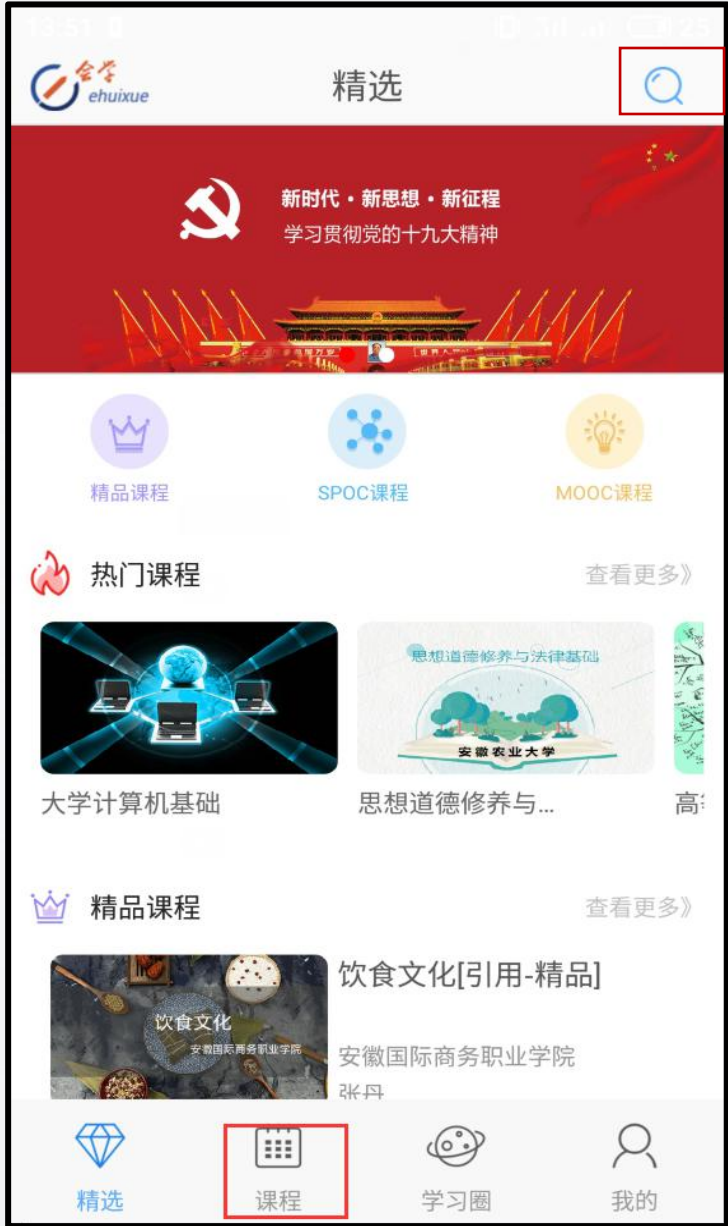 会学
ehuixue
精选
新时代·新思想·新征程
学习贯彻党的十九大精神
精品课程
SPOC课程
MOOC课程
热门课程
查看更多》
思想道德修养与法律基础
安徽农业大学
大学计算机基础
思想道德修养与...
高
精品课程
查看更多》
饮食文化
安徽国际商务职业学院
饮食文化[引用-精品]
安徽国际商务职业学院
张丹
精选
课程
学习圈
我的